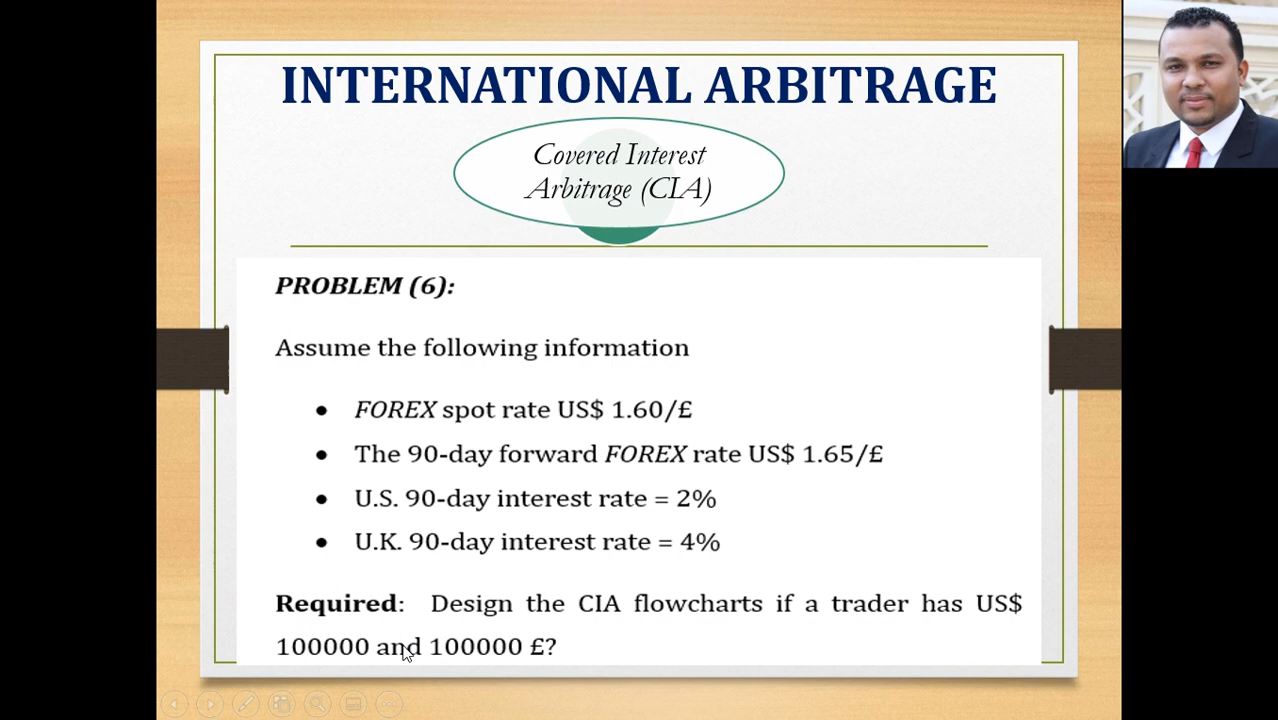 INTERNATIONAL ARBITRAGE
Covered Interest
Arbitrage (CIA)
PROBLEM (6):
Assume the following information
• FOREX spot rate US$ 1.60/£
• The 90-day forward FOREX rate US$ 1.65/£
• U.S. 90-day interest rate = 2%
• U.K. 90-day interest rate = 4%
Required: Design the CIA flowcharts if a trader has US$
100000 and 100000 £?